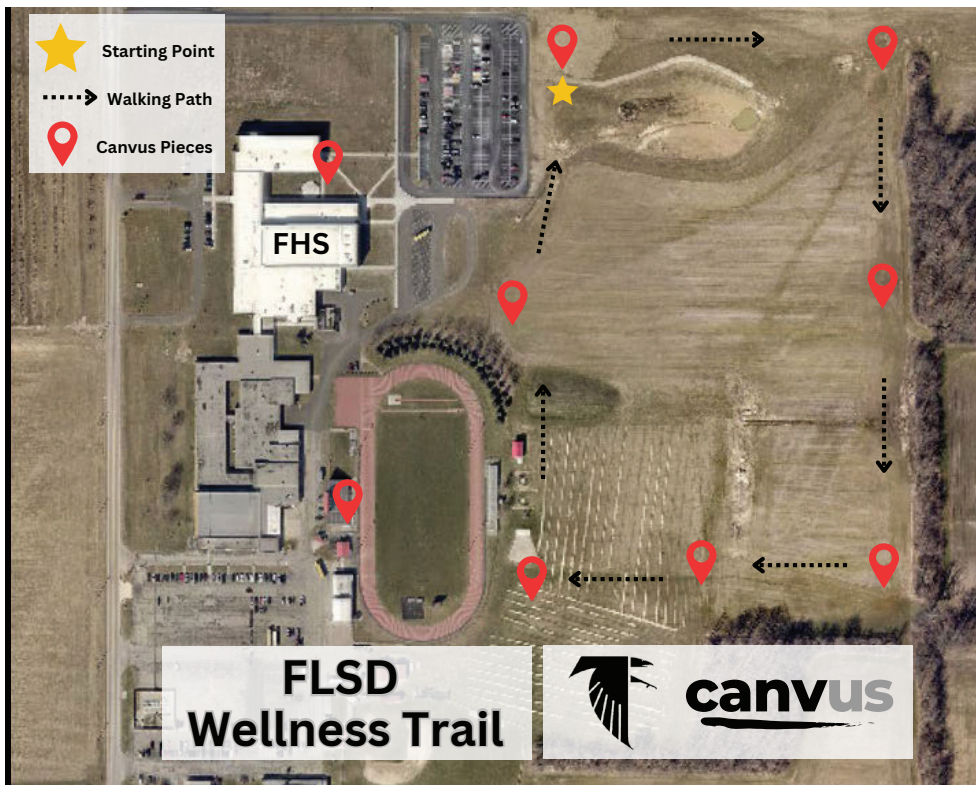 Starting Point
Walking Path
Canvus Pieces
FHS
FLSD
Wellness Trail
canvus